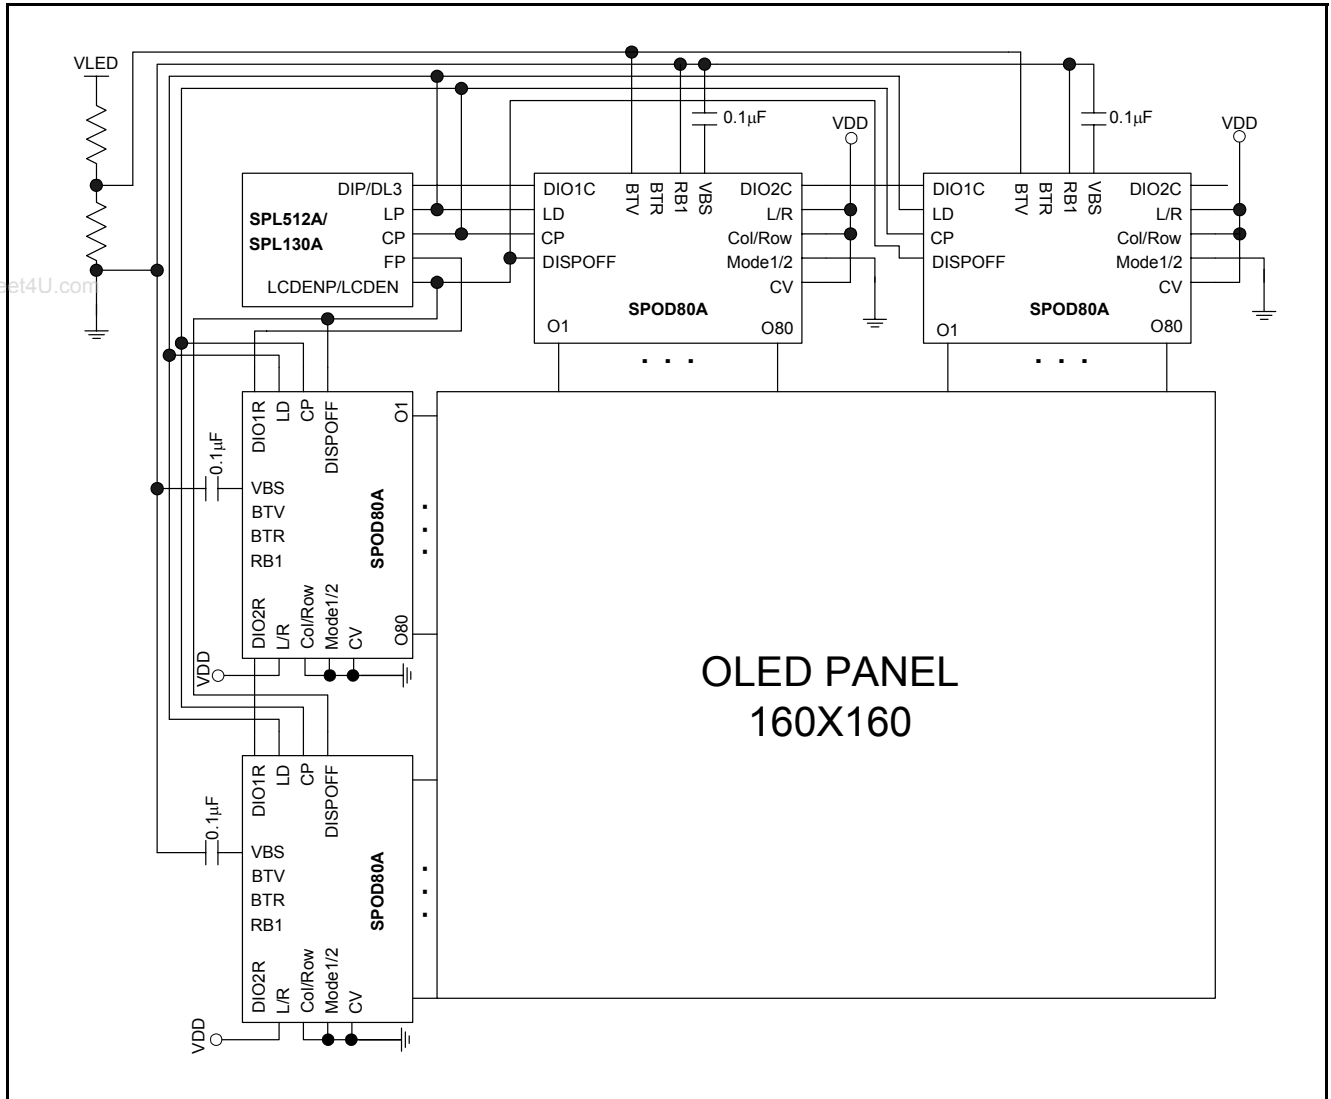 VLED
0.1µF
VDD
0.1µF
VDD
et4U.com
SPL512A/
SPL130A
DIP/DL3
LP
CP
FP
LCDENP/LCDEN
DIO1C
LD
CP
DISPOFF
BTV
BTR
RB1
VBS
DIO2C
L/R
Col/Row
Mode1/2
CV
SPOD80A
O1
O80
. . .
DIO1C
LD
CP
DISPOFF
BTV
BTR
RB1
VBS
DIO2C
L/R
Col/Row
Mode1/2
CV
SPOD80A
O1
O80
. . .
0.1µF
DIO1R
LD
CP
DISPOFF
O1
VBS
BTV
BTR
RB1
SPOD80A
. . .
DIO2R
L/R
Col/Row
Mode1/2
CV
O80
VDD
OLED PANEL
160X160
0.1µF
DIO1R
LD
CP
DISPOFF
VBS
BTV
BTR
RB1
SPOD80A
. . .
DIO2R
L/R
Col/Row
Mode1/2
CV
VDD